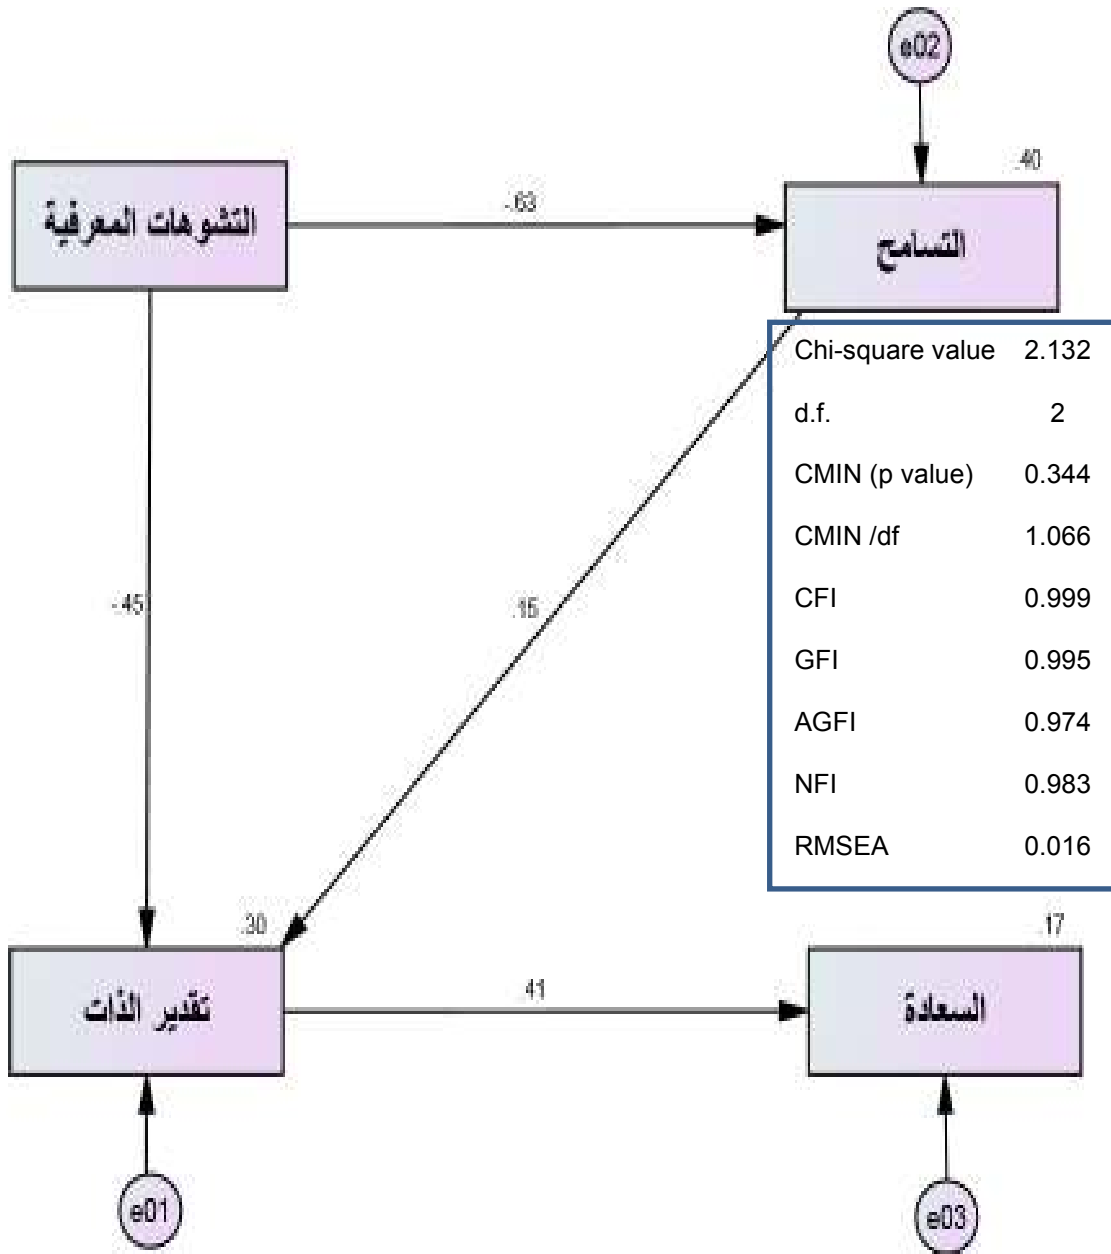 e02
.40
التشوهات المعرفية
-.63
التسامح
Chi-square value 2.132
d.f. 2
CMIN (p value) 0.344
CMIN /df 1.066
CFI 0.999
GFI 0.995
AGFI 0.974
NFI 0.983
RMSEA 0.016
-.45
.15
.30
.17
تقدير الذات
.41
السعادة
e01
e03